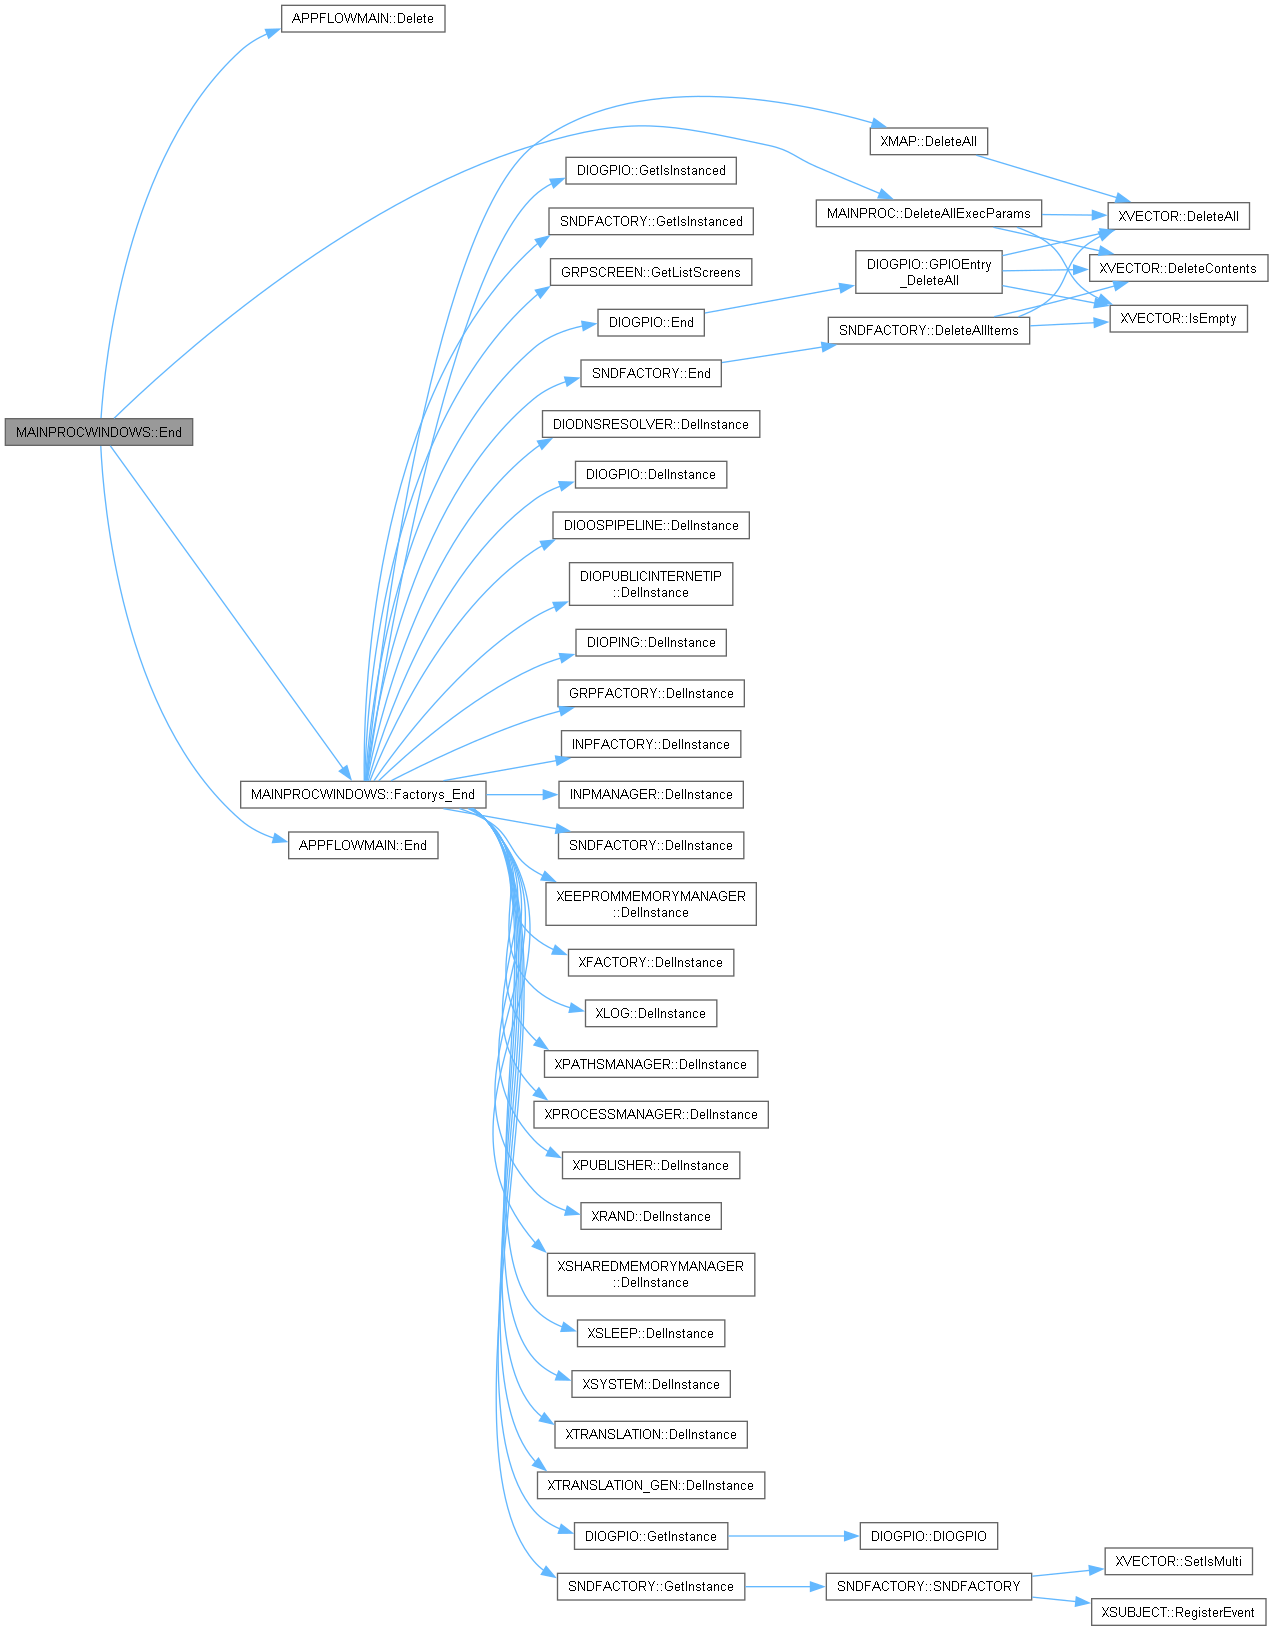 APPFLOWMAIN::Delete
XMAP::DeleteAll
DIOGPIO::GetIsInstanced
MAINPROC::DeleteAllExecParams
XVECTOR::DeleteAll
SNDFACTORY::GetIsInstanced
GRPSCREEN::GetListScreens
DIOGPIO::GPIOEntry
_DeleteAll
XVECTOR::DeleteContents
DIOGPIO::End
SNDFACTORY::DeleteAllItems
XVECTOR::IsEmpty
SNDFACTORY::End
MAINPROCWINDOWS::End
DIODNSRESOLVER::DelInstance
DIOGPIO::DelInstance
DIOOSPIPELINE::DelInstance
DIOPUBLICINTERNETIP
::DelInstance
DIOPING::DelInstance
GRPFACTORY::DelInstance
INPFACTORY::DelInstance
MAINPROCWINDOWS::Factorys_End
INPMANAGER::DelInstance
APPFLOWMAIN::End
SNDFACTORY::DelInstance
XEEPROMMEMORYMANAGER
::DelInstance
XFACTORY::DelInstance
XLOG::DelInstance
XPATHSMANAGER::DelInstance
XPROCESSMANAGER::DelInstance
XPUBLISHER::DelInstance
XRAND::DelInstance
XSHAREDMEMORYMANAGER
::DelInstance
XSLEEP::DelInstance
XSYSTEM::DelInstance
XTRANSLATION::DelInstance
XTRANSLATION_GEN::DelInstance
DIOGPIO::GetInstance
DIOGPIO::DIOGPIO
SNDFACTORY::GetInstance
SNDFACTORY::SNDFACTORY
XVECTOR::SetIsMulti
XSUBJECT::RegisterEvent